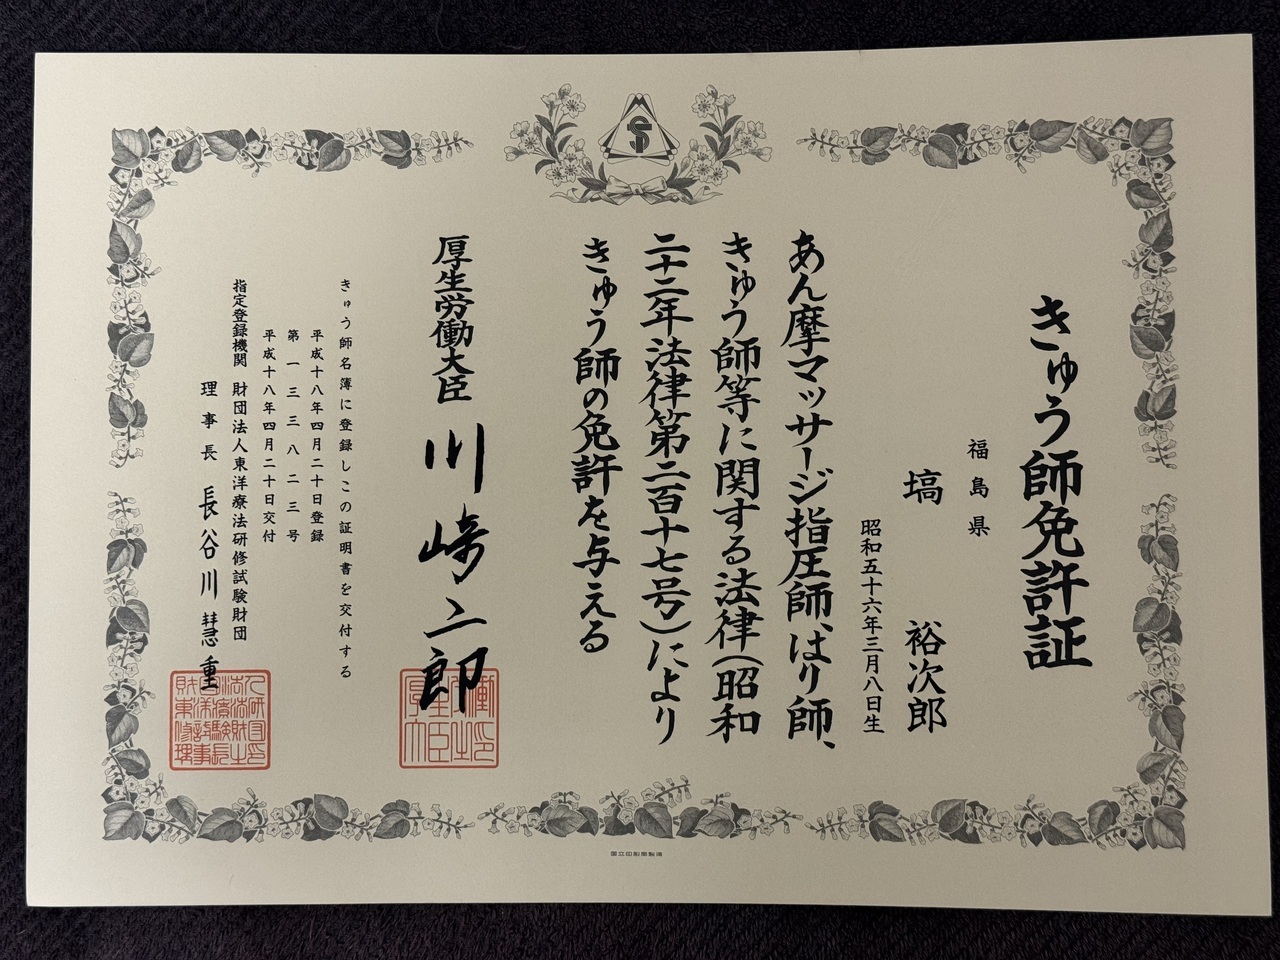 きゅう師免許証
福島県
塙 裕次郎
昭和五十六年三月八日生
あん摩マッサージ指圧師、はり師、
きゅう師等に関する法律(昭和
二十二年法律第二百十七号)により
きゅう師の免許を与える
厚生労働大臣 川崎二郎
きゅう師名簿に登録しこの証明書を交付する
平成十八年四月二十日登録
第一三三八二三号
平成十八年四月二十日交付
指定登録機関 財団法人東洋療法研修試験財団
理事長 長谷川慧重
国立印刷局製造